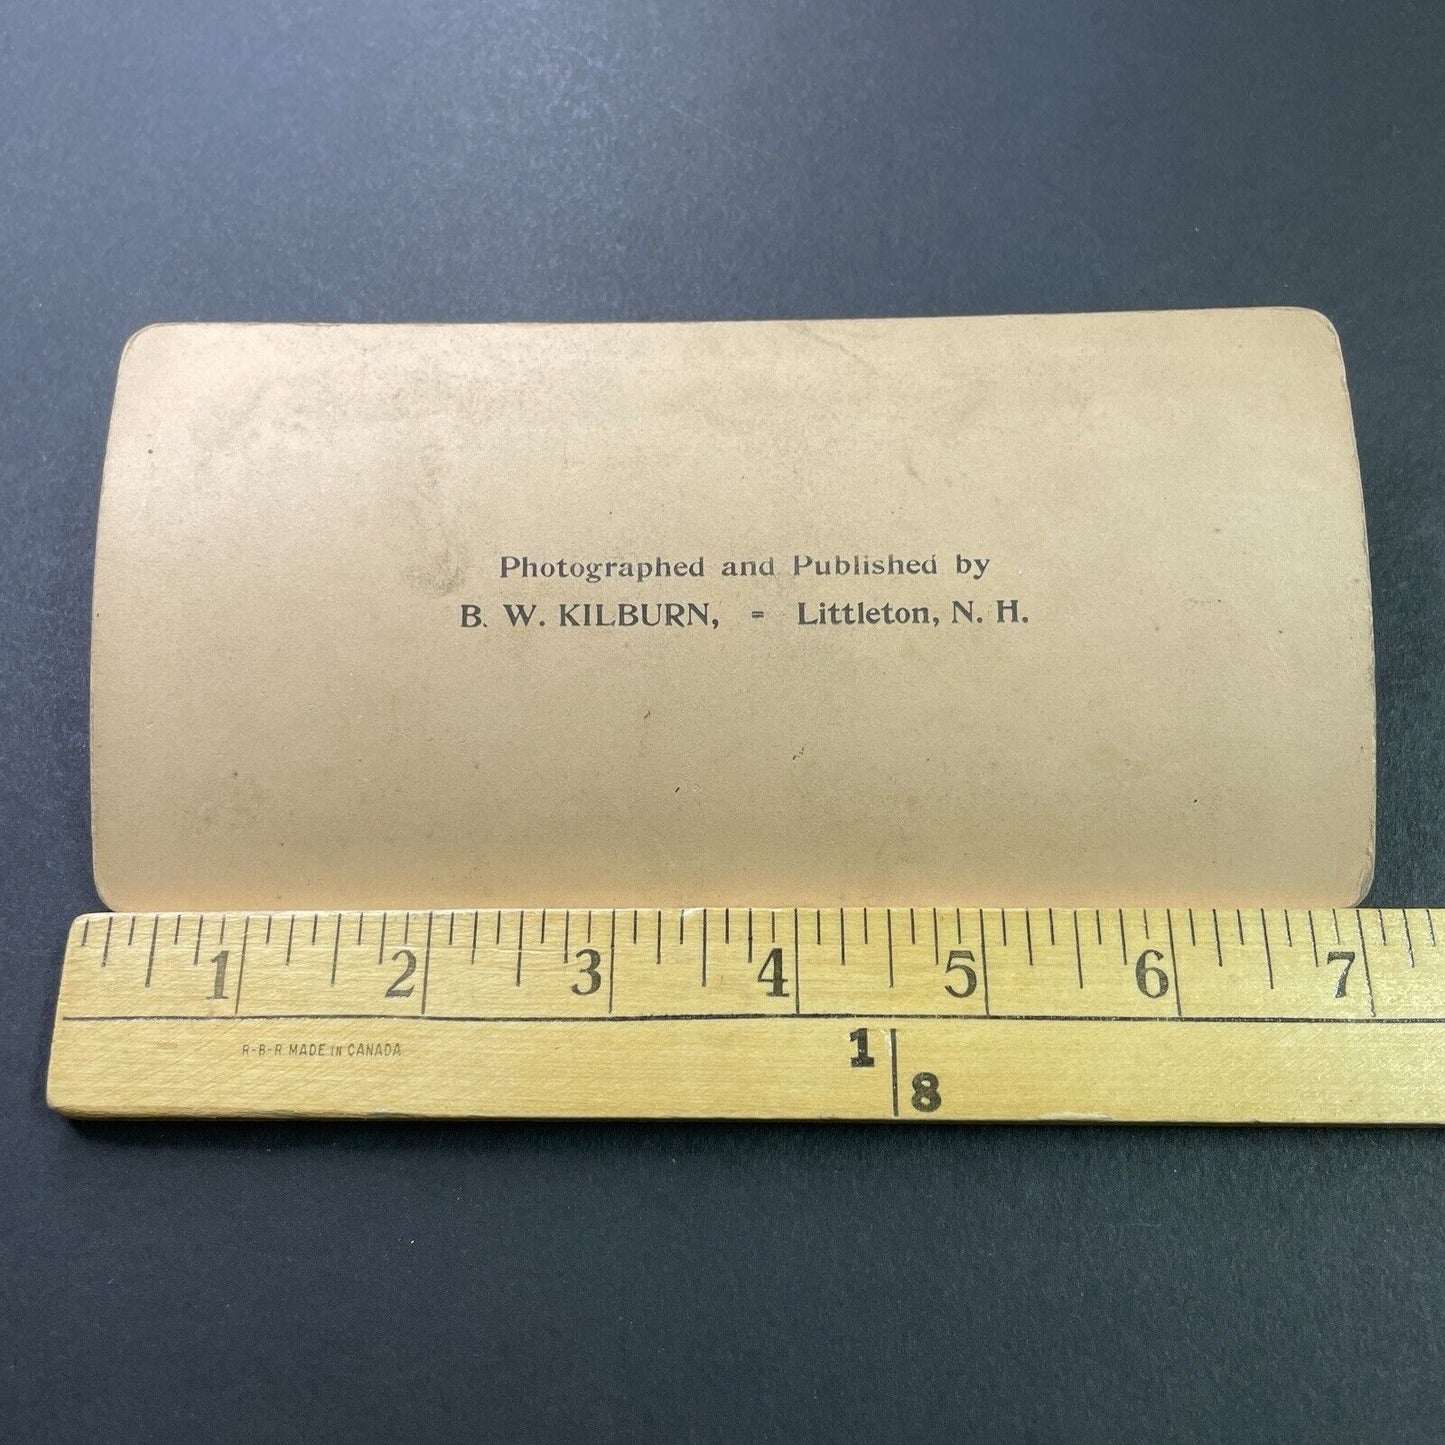 Photographed and Published by
B. W. KILBURN, = Littleton, N. H.
1 2 3 4 5 6 7
R-B-R MADE IN CANADA
1 8